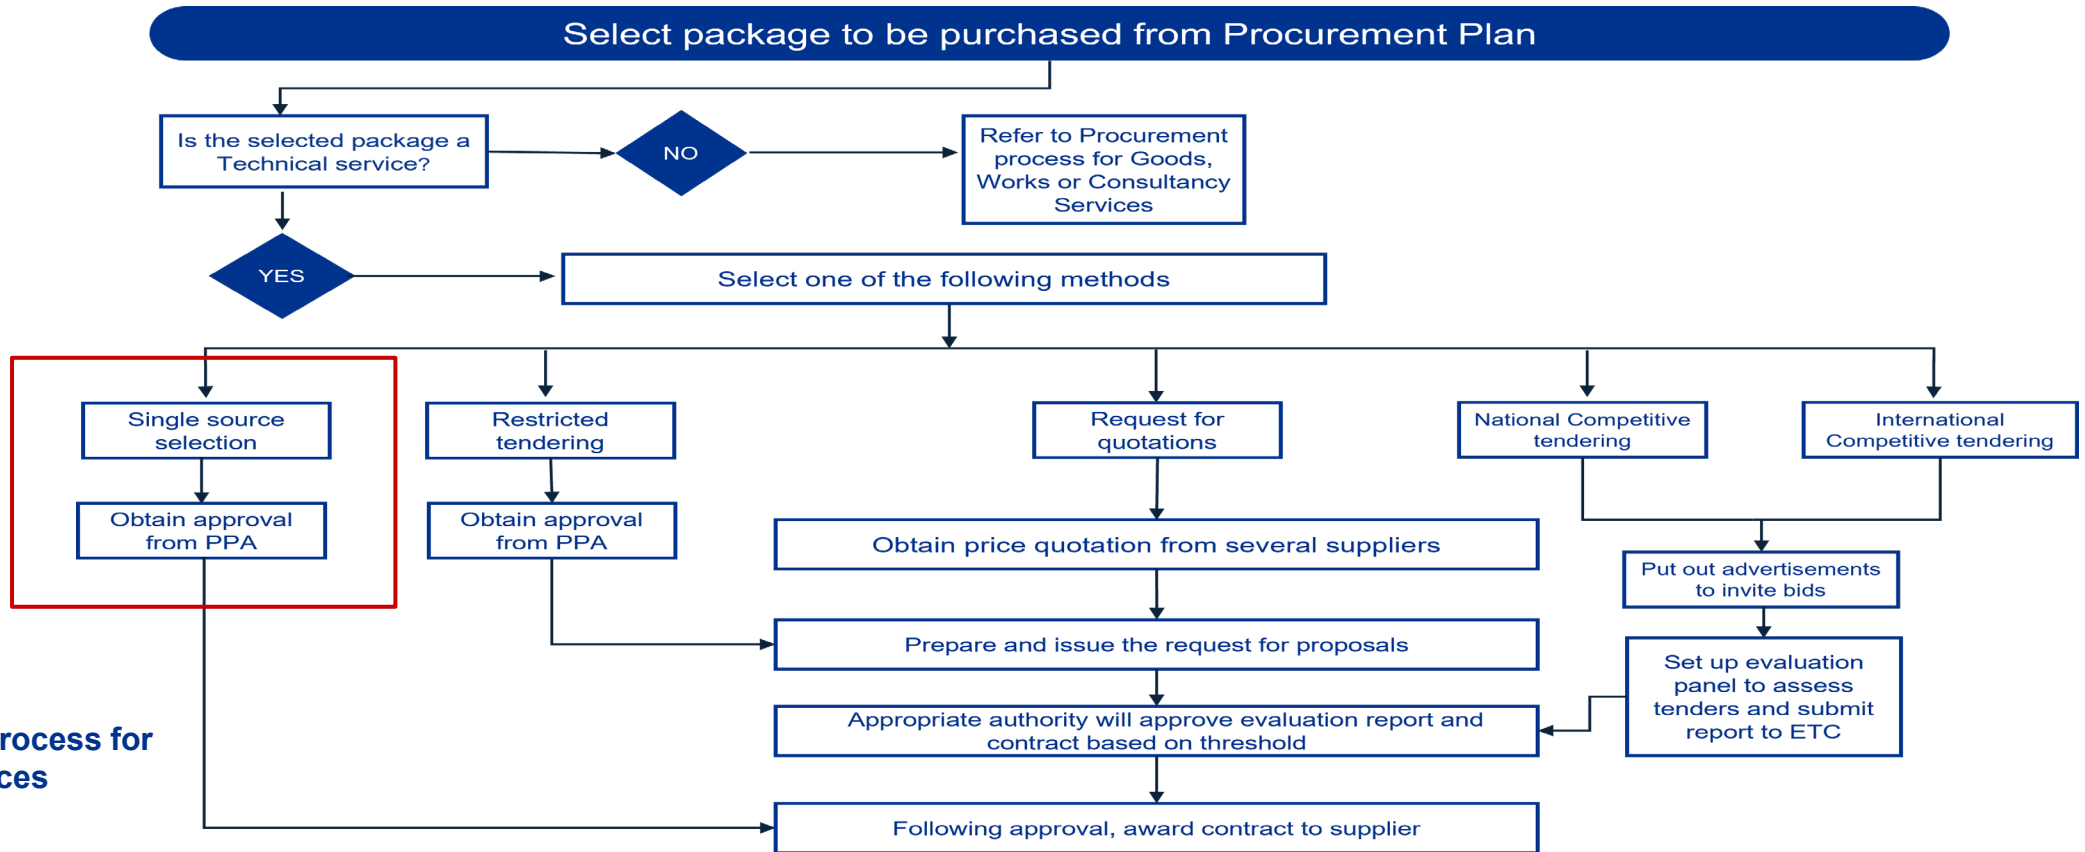 Select package to be purchased from Procurement Plan
Is the selected package a
Technical service?
NO
Refer to Procurement
process for Goods,
Works or Consultancy
Services
YES
Select one of the following methods
Single source
selection
Restricted
tendering
Request for
quotations
National Competitive
tendering
International
Competitive tendering
Obtain approval
from PPA
Obtain approval
from PPA
Obtain price quotation from several suppliers
Put out advertisements
to invite bids
Prepare and issue the request for proposals
Set up evaluation
panel to assess
tenders and submit
report to ETC
Appropriate authority will approve evaluation report and
contract based on threshold
rocess for
ces
Following approval, award contract to supplier